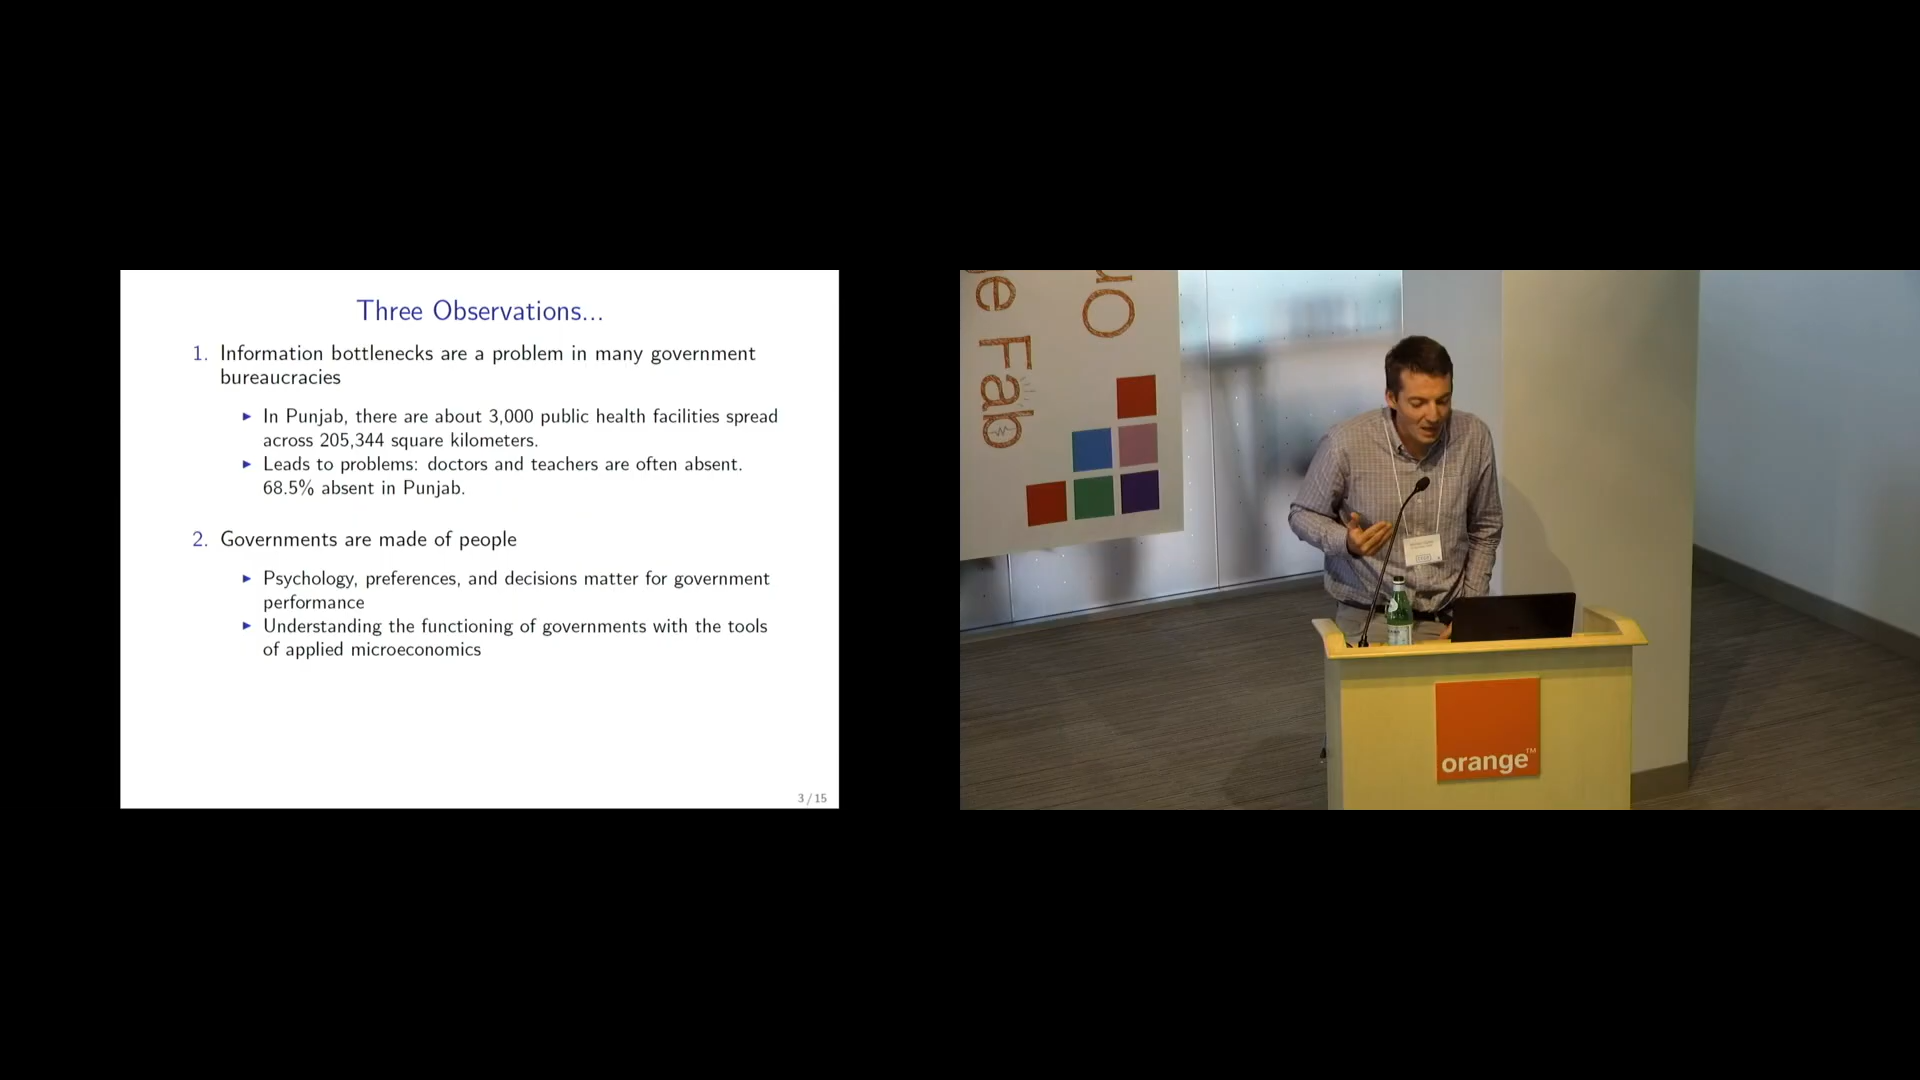 Three Observations...
1. Information bottlenecks are a problem in many government
bureaucracies
In Punjab, there are about 3,000 public health facilities spread
across 205,344 square kilometers.
Leads to problems: doctors and teachers are often absent.
68.5% absent in Punjab.
2. Governments are made of people
Psychology, preferences, and decisions matter for government
performance
Understanding the functioning of governments with the tools
of applied microeconomics
3 / 15
Fab
orange™